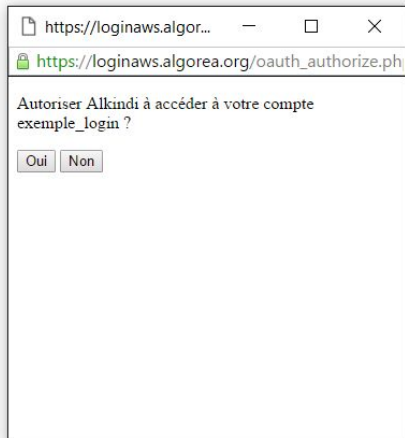 https://loginaws.algor...
https://loginaws.algorea.org/oauth_authorize.ph
Autoriser Alkindi à accéder à votre compte
exemple_login ?
Oui Non